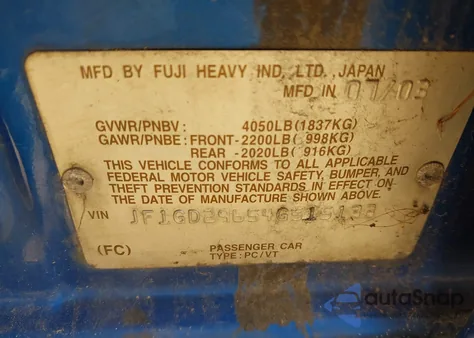 MFD BY FUJI HEAVY IND. LTD. JAPAN
MFD IN 07/03
GVWR/PNBV: 4050LB(1837KG)
GAWR/PNBE: FRONT-2200LB( 998KG)
REAR - 2020LB( 916KG)
THIS VEHICLE CONFORMS TO ALL APPLICABLE
FEDERAL MOTOR VEHICLE SAFETY, BUMPER, AND
THEFT PREVENTION STANDARDS IN EFFECT ON
THE DATE OF MANUFACTURE SHOWN ABOVE.
VIN
(FC) PASSENGER CAR
TYPE: PC/VT
autoSnap